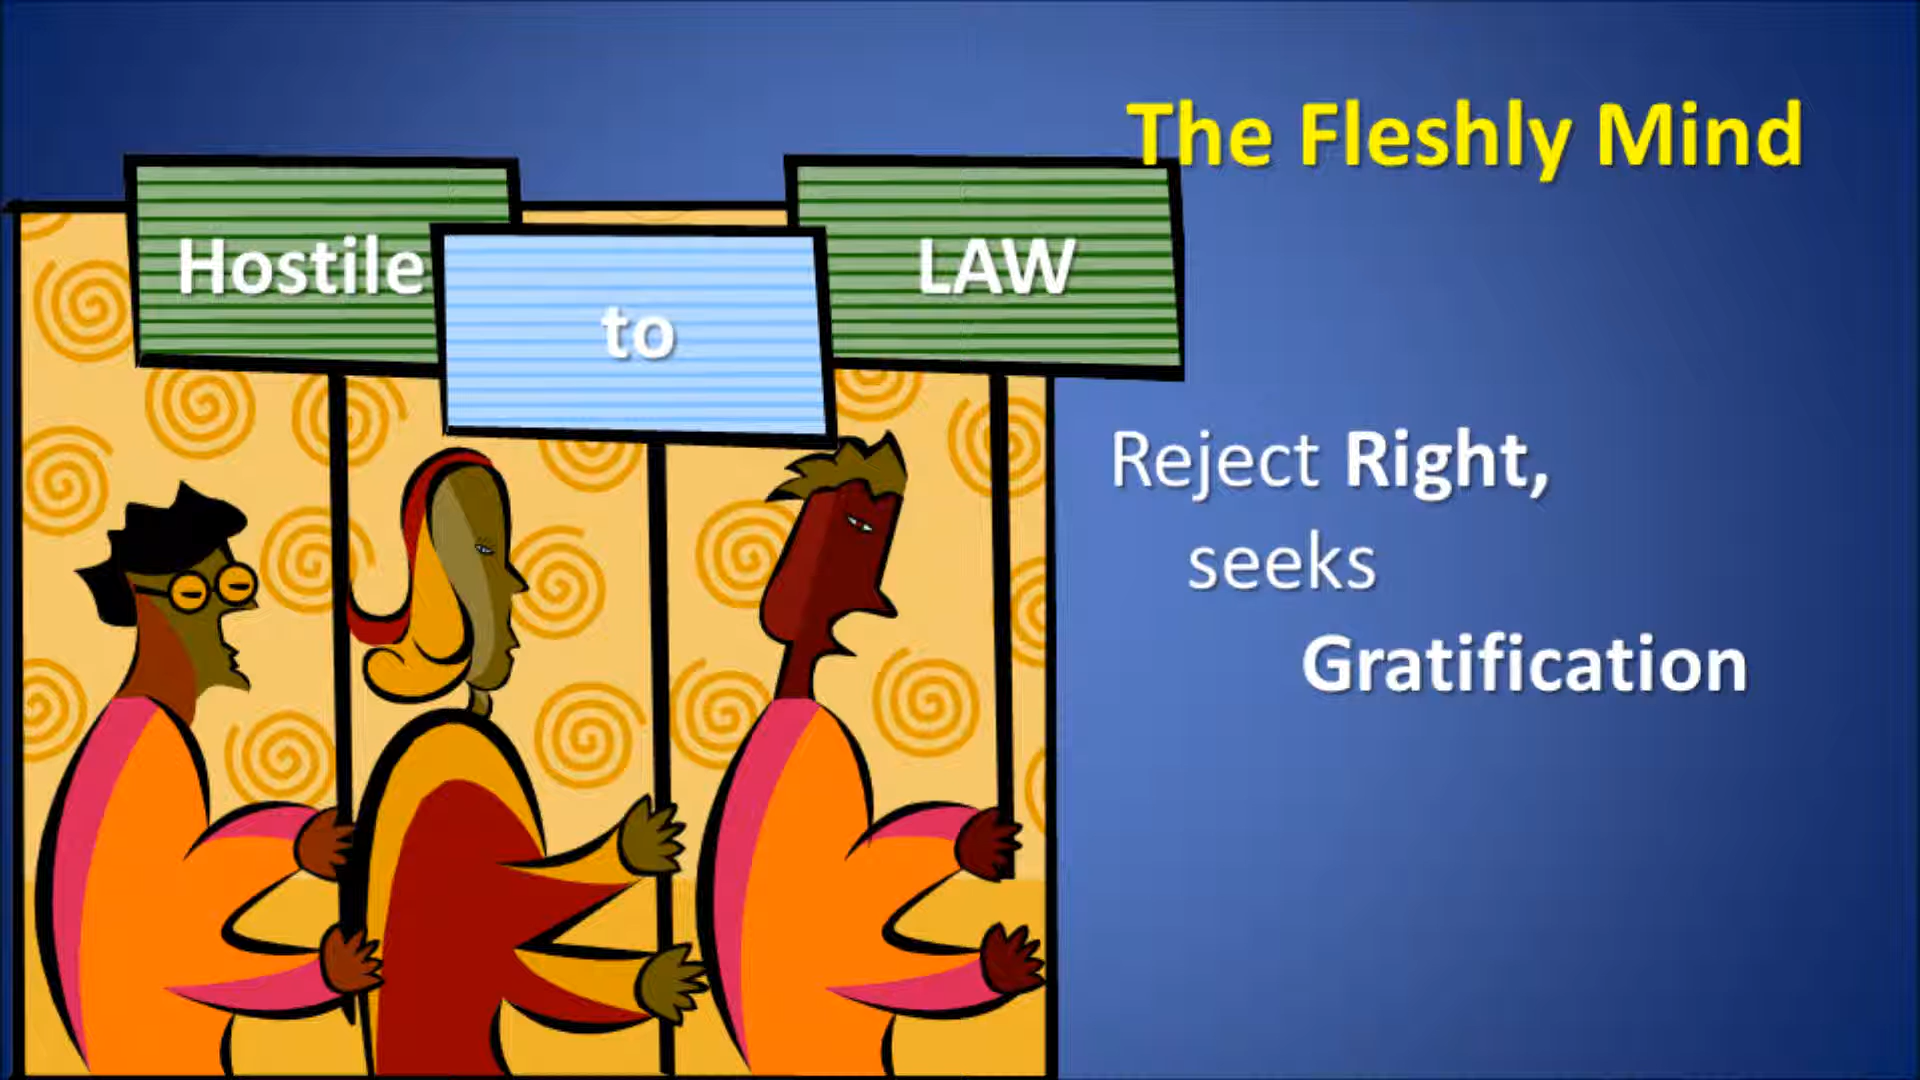 The Fleshly Mind
Hostile
to
LAW
Reject Right,
seeks
Gratification